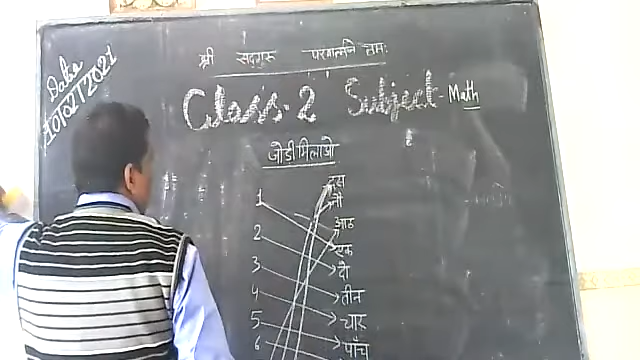 Date
10/02/2021
श्री सद्गुरु परमात्मने नमः
Class-2 Subject-Math
जोड़ी मिलाओ
दस
1 नौ
आठ
2 एक
3 दो
4 तीन
5 चार
6 पाँच